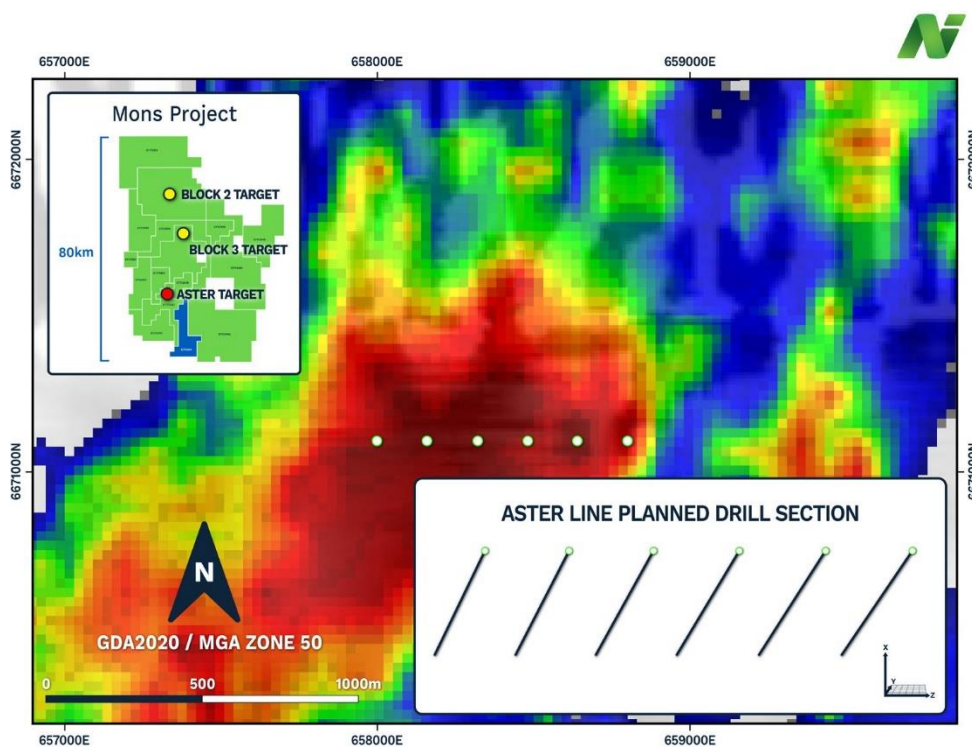 657000E
658000E
659000E
6672000N
6672000N
Mons Project
BLOCK 2 TARGET
BLOCK 3 TARGET
80km
ASTER TARGET
6671000N
ASTER LINE PLANNED DRILL SECTION
N
GDA2020 / MGA ZONE 50
0
500
1000m
X
Y
Z
657000E
658000E
659000E